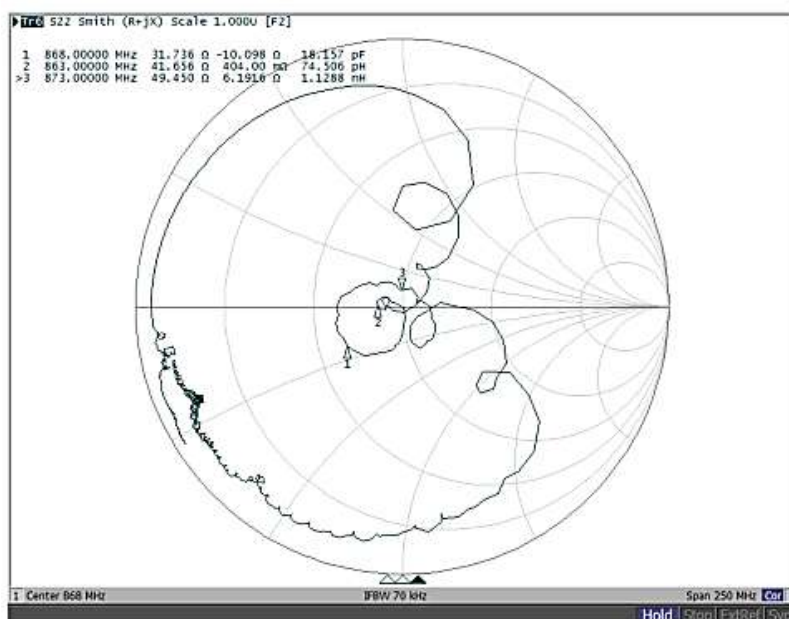 Tr6 S22 Smith (R+jX) Scale 1.000U [F2]
1 868.00000 MHz 31.736 Ω -10.098 Ω 18.157 pF
2 863.00000 MHz 41.656 Ω 404.00 mΩ 74.506 pH
>3 873.00000 MHz 49.450 Ω 6.1916 Ω 1.1288 nH
3
2
1
1 Center 868 MHz IFBW 70 kHz Span 250 MHz Cor
Hold Stop ExtRef